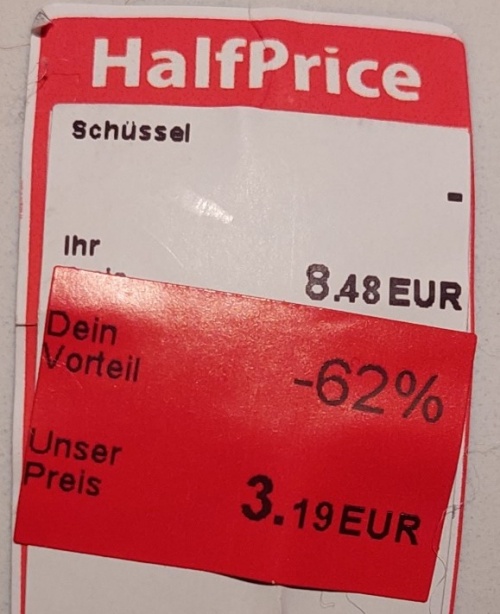 HalfPrice
Schüssel
-
Ihr
8.48 EUR
Dein
Vorteil
-62%
Unser
Preis
3.19 EUR